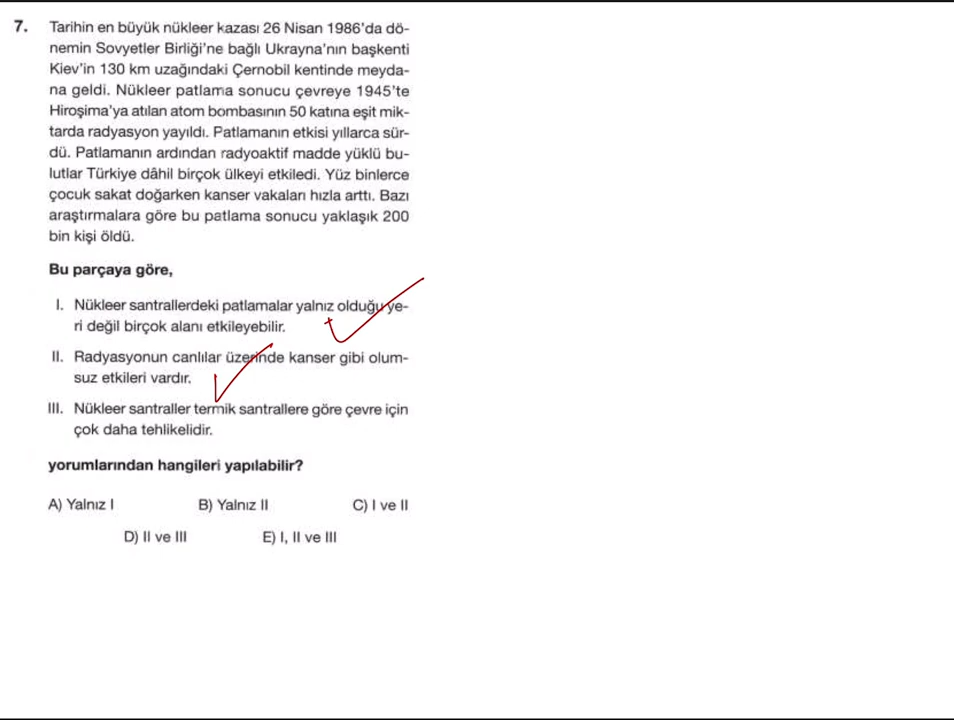 7. Tarihin en büyük nükleer kazası 26 Nisan 1986'da dö-
nemin Sovyetler Birliği'ne bağlı Ukrayna'nın başkenti
Kiev'in 130 km uzağındaki Çernobil kentinde meyda-
na geldi. Nükleer patlama sonucu çevreye 1945'te
Hiroşima'ya atılan atom bombasının 50 katına eşit mik-
tarda radyasyon yayıldı. Patlamanın etkisi yıllarca sür-
dü. Patlamanın ardından radyoaktif madde yüklü bu-
lutlar Türkiye dâhil birçok ülkeyi etkiledi. Yüz binlerce
çocuk sakat doğarken kanser vakaları hızla arttı. Bazı
araştırmalara göre bu patlama sonucu yaklaşık 200
bin kişi öldü.
Bu parçaya göre,
I. Nükleer santrallerdeki patlamalar yalnız olduğu ye-
ri değil birçok alanı etkileyebilir.
II. Radyasyonun canlılar üzerinde kanser gibi olum-
suz etkileri vardır.
III. Nükleer santraller termik santrallere göre çevre için
çok daha tehlikelidir.
yorumlarından hangileri yapılabilir?
A) Yalnız I B) Yalnız II C) I ve II
D) II ve III E) I, II ve III